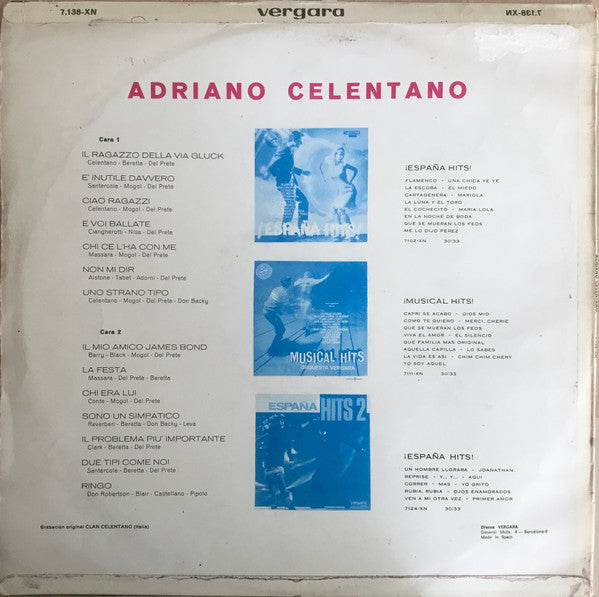 7.138-XN
vergara
7.138-XN
ADRIANO CELENTANO
Cara 1
IL RAGAZZO DELLA VIA GLUCK
Celentano - Beretta - Del Prete
E' INUTILE DAVVERO
Santercole - Mogol - Del Prete
CIAO RAGAZZI
Celentano - Mogol - Del Prete
E VOI BALLATE
Ciangherotti - Nisa - Del Prete
CHI CE L'HA CON ME
Massara - Mogol - Del Prete
NON MI DIR
Alstone - Tabet - Adorni - Del Prete
UNO STRANO TIPO
Celentano - Mogol - Del Prete - Don Backy
Cara 2
IL MIO AMICO JAMES BOND
Barry - Black - Mogol - Del Prete
LA FESTA
Massara - Del Prete - Beretta
CHI ERA LUI
Conte - Mogol - Del Prete
SONO UN SIMPATICO
Reverberi - Beretta - Don Backy - Leva
IL PROBLEMA PIU' IMPORTANTE
Clark - Beretta - Del Prete
DUE TIPI COME NOI
Santercole - Beretta - Del Prete
RINGO
Don Robertson - Blair - Castellano - Pipolo
¡ESPAÑA HITS!
MUSICAL HITS
ORQUESTA VERGARA
ESPAÑA
HITS 2
¡ESPAÑA HITS!
FLAMENCO - UNA CHICA YE YE
LA ESCOBA - EL MIEDO
CARTAGENERA - MARIOLA
LA LUNA Y EL TORO
EL COCHECITO - MARIA LOLA
EN LA NOCHE DE BODA
QUE SE MUERAN LOS FEOS
ME LO DIJO PEREZ
7102-XN 30/33
¡MUSICAL HITS!
CAPRI SE ACABO - DIOS MIO
COMO TE QUIERO - MERCI, CHERIE
QUE SE MUERAN LOS FEOS
VIVA EL AMOR - EL SILENCIO
QUE FAMILIA MAS ORIGINAL
AQUELLA CAPILLA - LO SABES
LA VIDA ES ASI - CHIM CHIM CHERY
YO SOY AQUEL
7111-XN 30/33
¡ESPAÑA HITS!
UN HOMBRE LLORARA - JOANATHAN
REPRISE - Y... Y... - AQUI
CORRER - MAS - YO GRITO
RUBIA, RUBIA - OJOS ENAMORADOS
VEN A MI OTRA VEZ - PRIMER AMOR
7124-XN 30/33
Grabación original CLAN CELENTANO (Italia)
Discos VERGARA
General Mola, 4 — Barcelona-9
Made in Spain